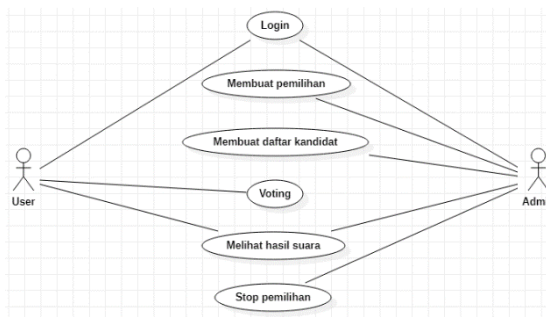 Login
Membuat pemilihan
Membuat daftar kandidat
Voting
User
Adm
Melihat hasil suara
Stop pemilihan